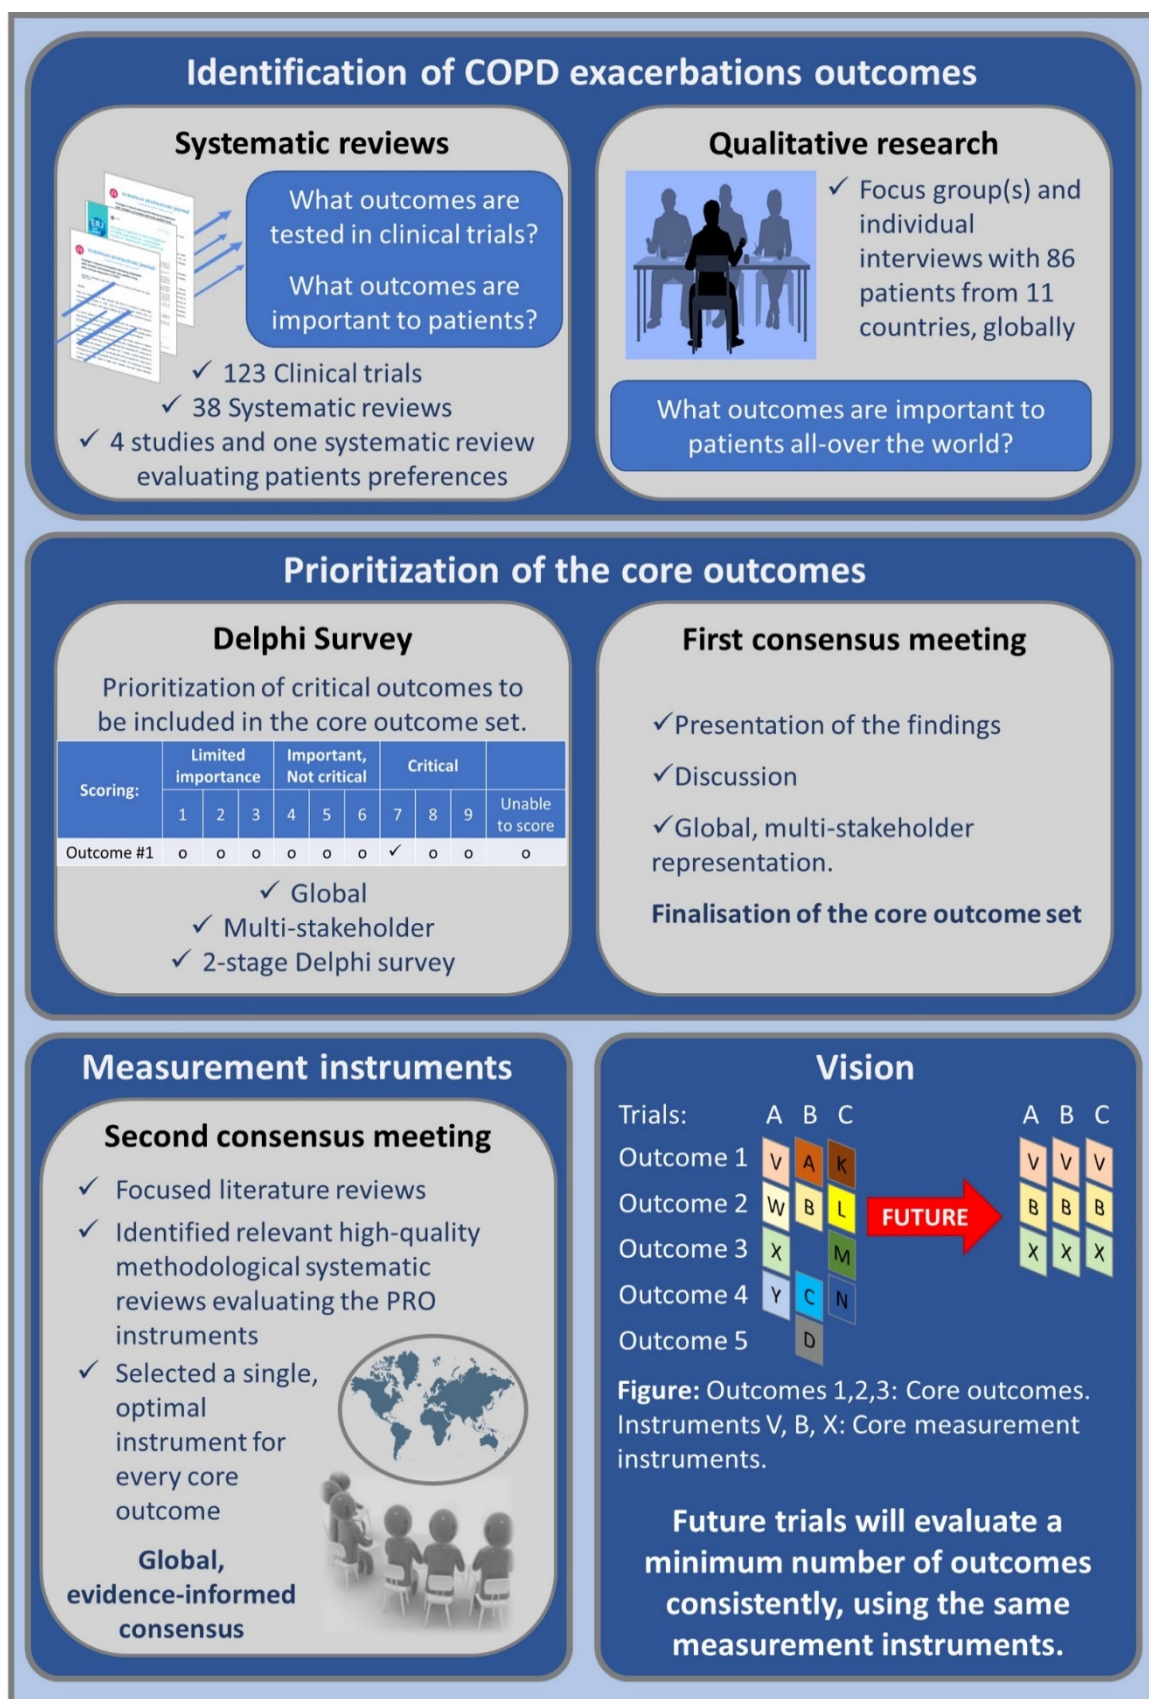 Identification of COPD exacerbations outcomes
Systematic reviews
EUROPEAN RESPIRATORY journal
What outcomes are
tested in clinical trials?
What outcomes are
important to patients?
✓ 123 Clinical trials
✓ 38 Systematic reviews
✓ 4 studies and one systematic review
evaluating patients preferences
Qualitative research
✓ Focus group(s) and
individual
interviews with 86
patients from 11
countries, globally
What outcomes are important to
patients all-over the world?
Prioritization of the core outcomes
Delphi Survey
Prioritization of critical outcomes to
be included in the core outcome set.
Scoring: Limited importance Important, Not critical Critical
1 2 3 4 5 6 7 8 9 Unable to score
Outcome #1 o o o o o o ✓ o o o
✓ Global
✓ Multi-stakeholder
✓ 2-stage Delphi survey
First consensus meeting
✓Presentation of the findings
✓Discussion
✓Global, multi-stakeholder
representation.
Finalisation of the core outcome set
Measurement instruments
Second consensus meeting
✓ Focused literature reviews
✓ Identified relevant high-quality
methodological systematic
reviews evaluating the PRO
instruments
✓ Selected a single,
optimal
instrument for
every core
outcome
Global,
evidence-informed
consensus
Vision
Trials: A B C A B C
Outcome 1 V A K V V V
Outcome 2 W B L FUTURE B B B
Outcome 3 X M X X X
Outcome 4 Y C N
Outcome 5 D
Figure: Outcomes 1,2,3: Core outcomes.
Instruments V, B, X: Core measurement
instruments.
Future trials will evaluate a
minimum number of outcomes
consistently, using the same
measurement instruments.